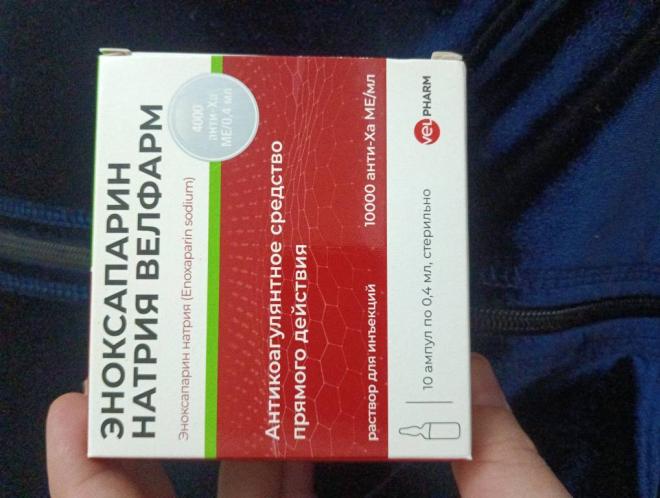 ЭНОКСАПАРИН
НАТРИЯ ВЕЛФАРМ
Эноксапарин натрия (Enoxaparin sodium)
4000
анти-Ха
МЕ/0,4 мл
Антикоагулянтное средство
прямого действия
раствор для инъекций
10000 анти-Ха МЕ/мл
velpharm
10 ампул по 0,4 мл, стерильно